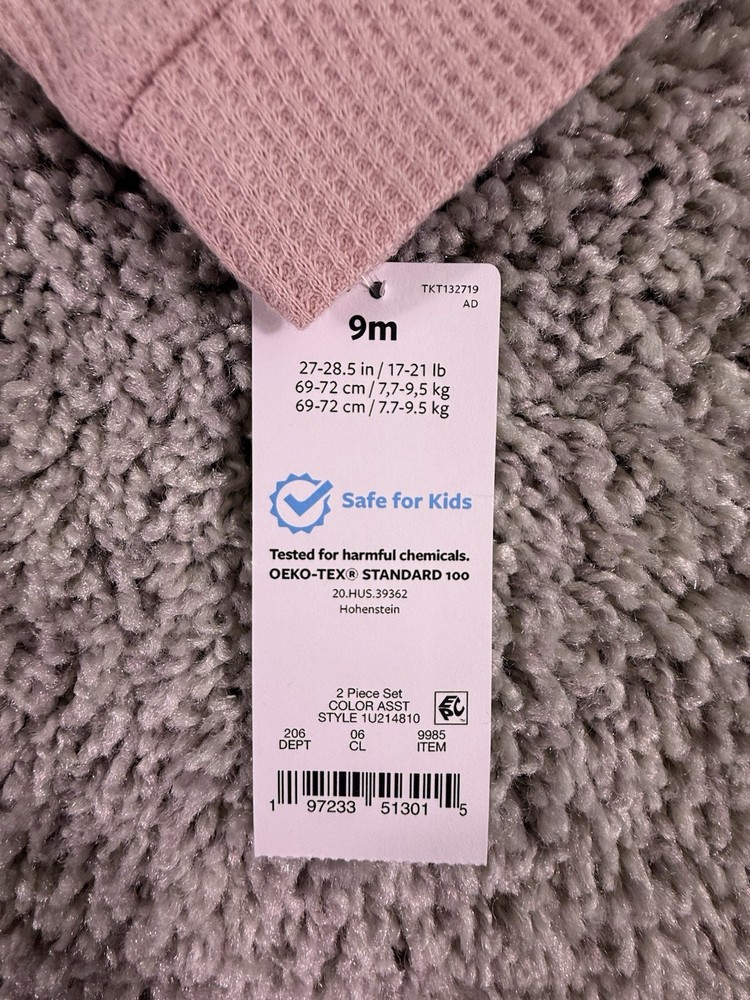 TKT132719
AD
9m
27-28.5 in / 17-21 lb
69-72 cm / 7,7-9,5 kg
69-72 cm / 7.7-9.5 kg
Safe for Kids
Tested for harmful chemicals.
OEKO-TEX® STANDARD 100
20.HUS.39362
Hohenstein
2 Piece Set
COLOR ASST
STYLE 1U214810
EPC
206 06 9985
DEPT CL ITEM
1 97233 51301 5